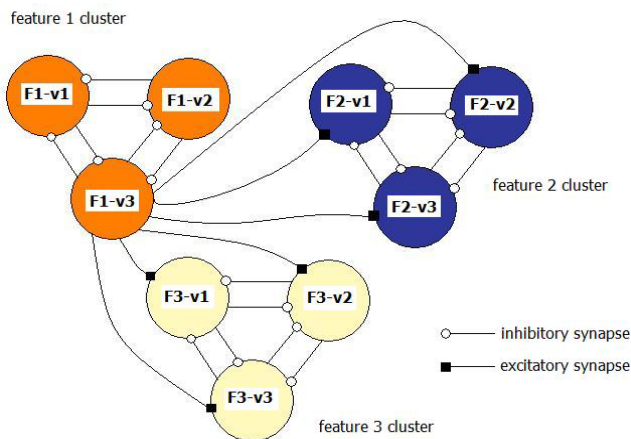 feature 1 cluster
F1-v1
F1-v2
F1-v3
F2-v1
F2-v2
F2-v3
feature 2 cluster
F3-v1
F3-v2
F3-v3
feature 3 cluster
inhibitory synapse
excitatory synapse